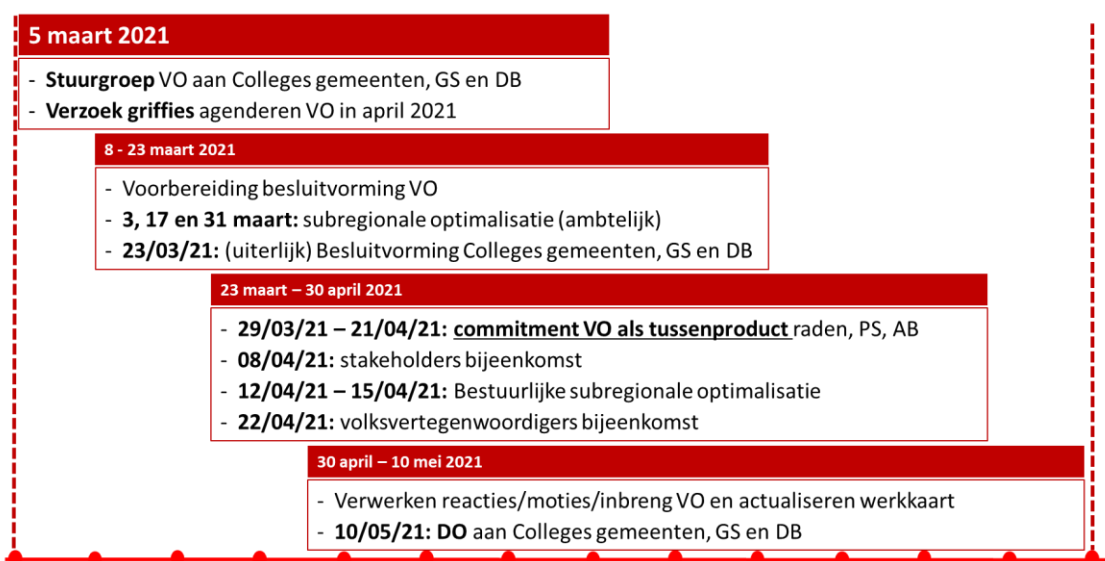 5 maart 2021
- Stuurgroep VO aan Colleges gemeenten, GS en DB
- Verzoek griffies agenderen VO in april 2021
8 - 23 maart 2021
- Voorbereiding besluitvorming VO
- 3, 17 en 31 maart: subregionale optimalisatie (ambtelijk)
- 23/03/21: (uiterlijk) Besluitvorming Colleges gemeenten, GS en DB
23 maart – 30 april 2021
- 29/03/21 – 21/04/21: commitment VO als tussenproduct raden, PS, AB
- 08/04/21: stakeholders bijeenkomst
- 12/04/21 – 15/04/21: Bestuurlijke subregionale optimalisatie
- 22/04/21: volksvertegenwoordigers bijeenkomst
30 april – 10 mei 2021
- Verwerken reacties/moties/inbreng VO en actualiseren werkkaart
- 10/05/21: DO aan Colleges gemeenten, GS en DB